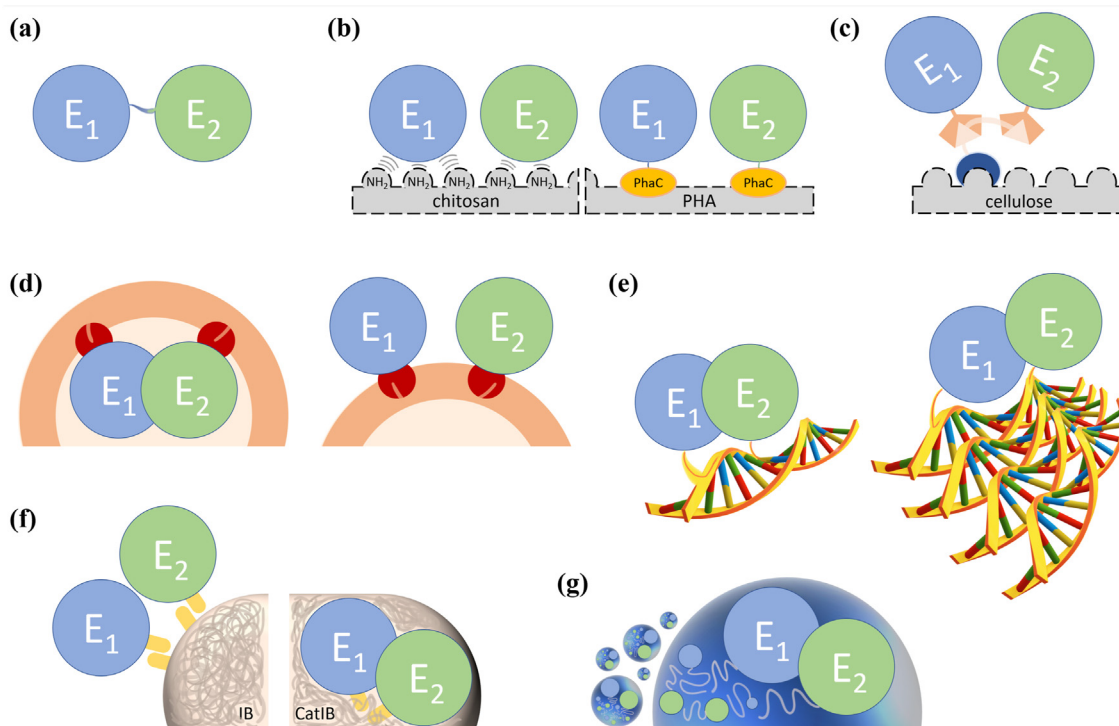 (a)
E₁ E₂
(b)
E₁ E₂ E₁ E₂
NH₂ NH₂ NH₂ NH₂ NH₂ PhaC PhaC
chitosan PHA
(c)
E₁ E₂
cellulose
(d)
E₁ E₂ E₁ E₂
(e)
E₁ E₂ E₁ E₂
(f)
E₁ E₂ E₁ E₂
IB CatIB
(g)
E₁ E₂